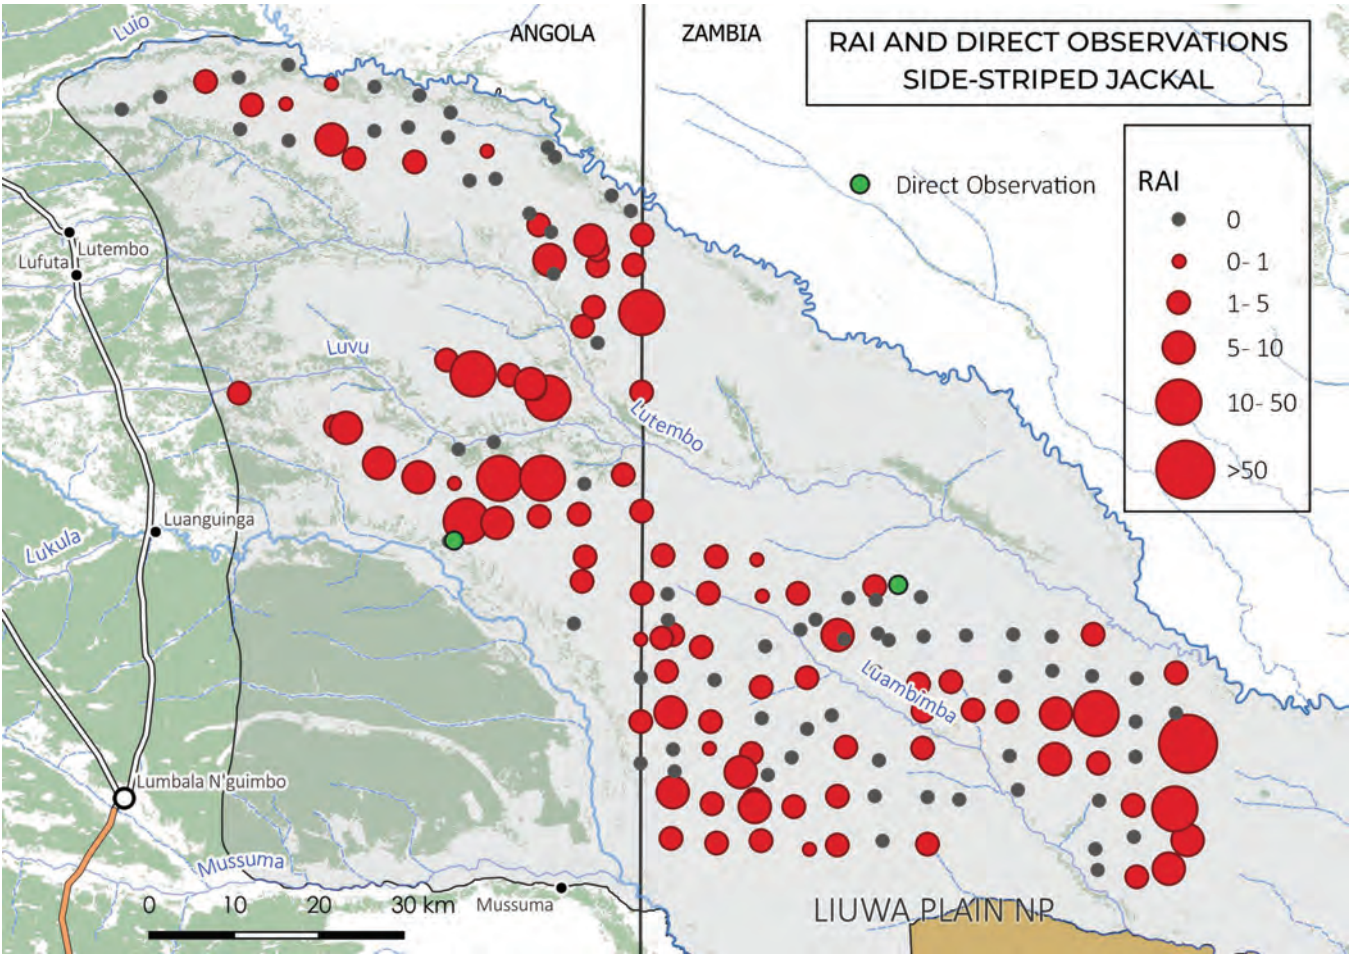 Luio
ANGOLA
ZAMBIA
RAI AND DIRECT OBSERVATIONS
SIDE-STRIPED JACKAL
Direct Observation
RAI
0
0- 1
1- 5
5- 10
10- 50
>50
Lutembo
Lufuta
Luvu
Lutembo
Luanguinga
Lukula
Luambimba
Lumbala N'guimbo
Mussuma
0 10 20 30 km
Mussuma
LIUWA PLAIN NP